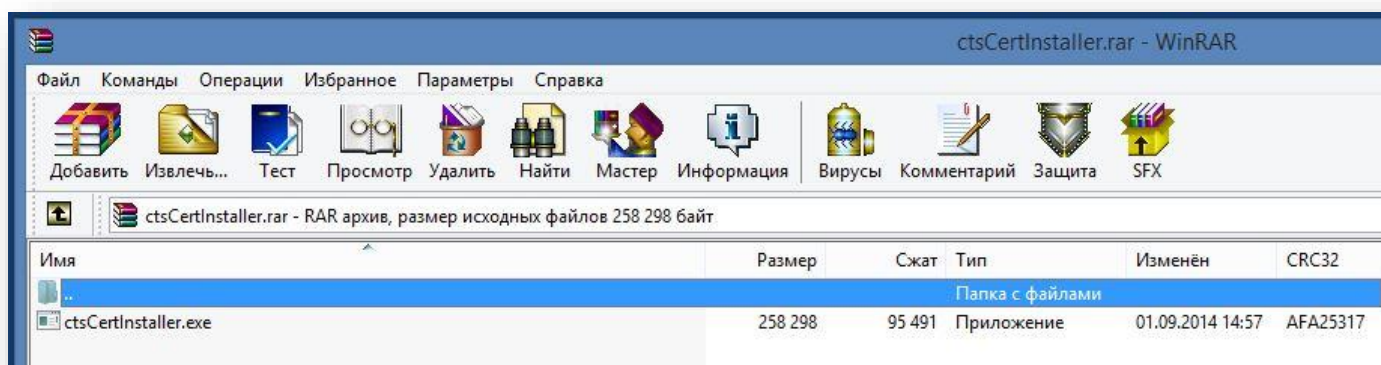 ctsCertInstaller.rar - WinRAR
Файл Команды Операции Избранное Параметры Справка
Добавить Извлечь... Тест Просмотр Удалить Найти Мастер Информация Вирусы Комментарий Защита SFX
ctsCertInstaller.rar - RAR архив, размер исходных файлов 258 298 байт
Имя Размер Сжат Тип Изменён CRC32
.. Папка с файлами
ctsCertInstaller.exe 258 298 95 491 Приложение 01.09.2014 14:57 AFA25317